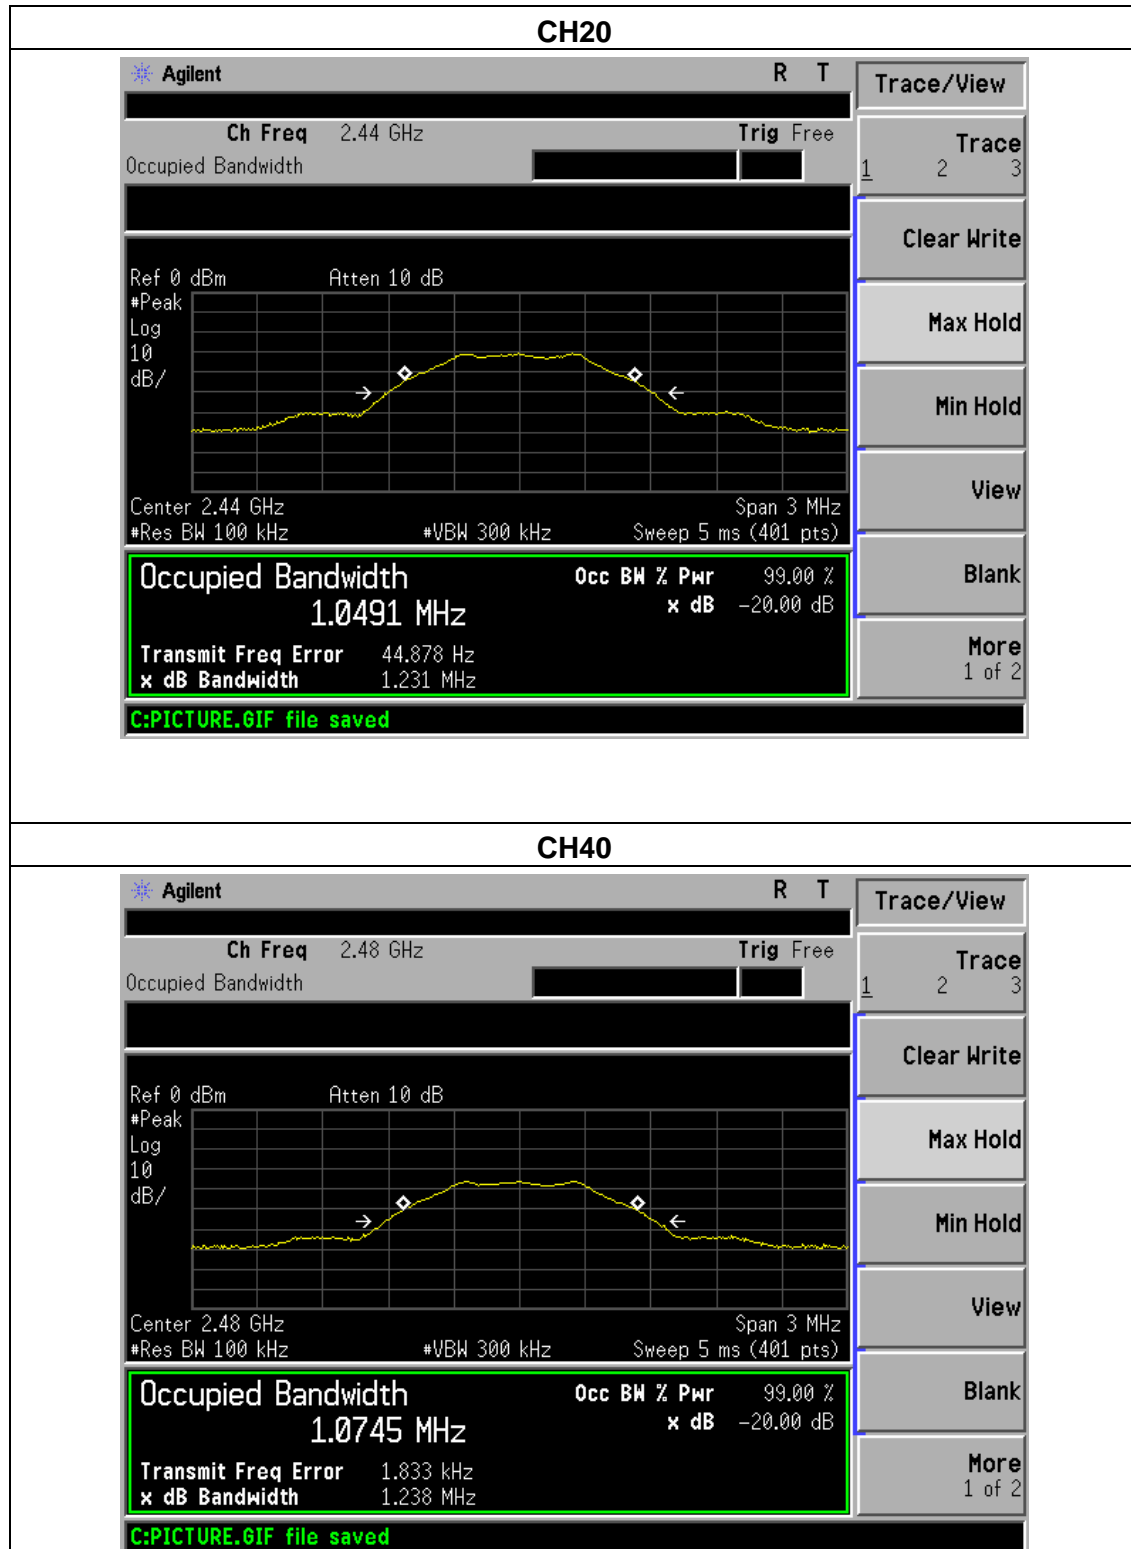 CH20
Agilent R T
Trace/View
Ch Freq 2.44 GHz Trig Free
Occupied Bandwidth
Trace
1 2 3
Clear Write
Max Hold
Min Hold
View
Blank
More
1 of 2
Ref 0 dBm Atten 10 dB
#Peak
Log
10
dB/
Center 2.44 GHz Span 3 MHz
#Res BW 100 kHz #VBW 300 kHz Sweep 5 ms (401 pts)
Occupied Bandwidth Occ BW % Pwr 99.00 %
1.0491 MHz x dB -20.00 dB
Transmit Freq Error 44.878 Hz
x dB Bandwidth 1.231 MHz
C:PICTURE.GIF file saved
CH40
Agilent R T
Trace/View
Ch Freq 2.48 GHz Trig Free
Occupied Bandwidth
Trace
1 2 3
Clear Write
Max Hold
Min Hold
View
Blank
More
1 of 2
Ref 0 dBm Atten 10 dB
#Peak
Log
10
dB/
Center 2.48 GHz Span 3 MHz
#Res BW 100 kHz #VBW 300 kHz Sweep 5 ms (401 pts)
Occupied Bandwidth Occ BW % Pwr 99.00 %
1.0745 MHz x dB -20.00 dB
Transmit Freq Error 1.833 kHz
x dB Bandwidth 1.238 MHz
C:PICTURE.GIF file saved